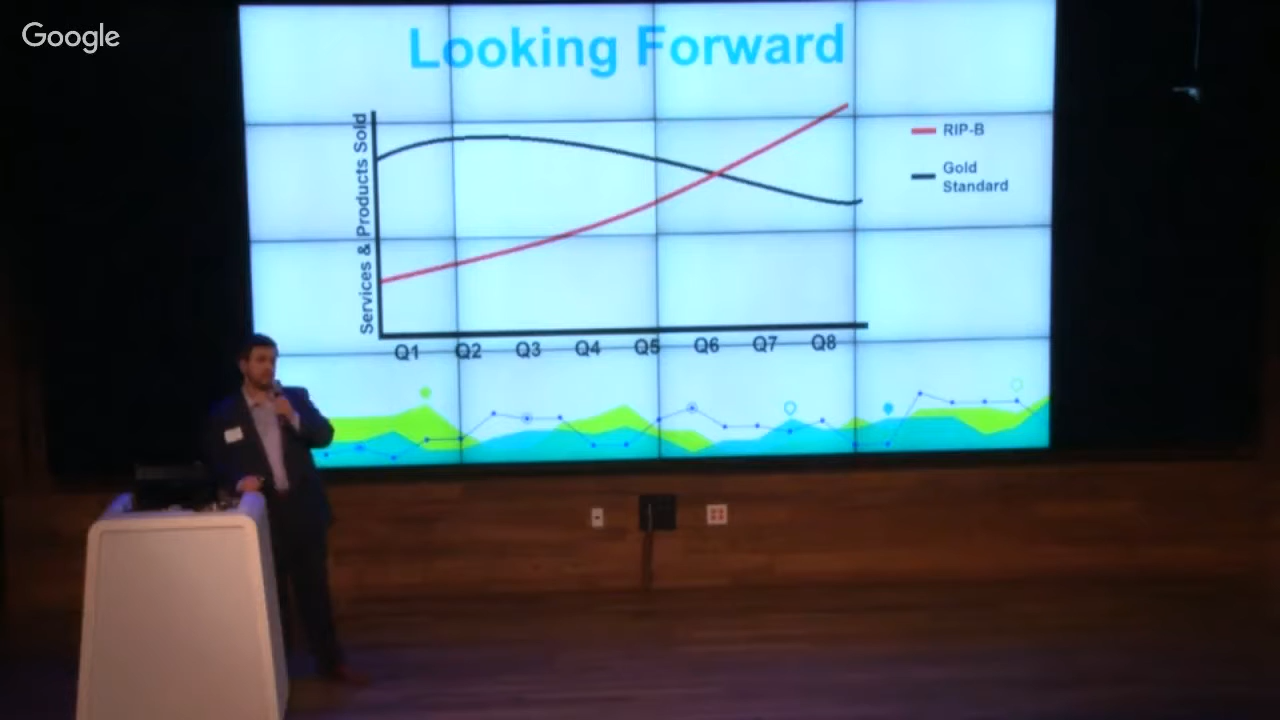 Google
Looking Forward
Services & Products Sold
RIP-B
Gold
Standard
Q1 Q2 Q3 Q4 Q5 Q6 Q7 Q8